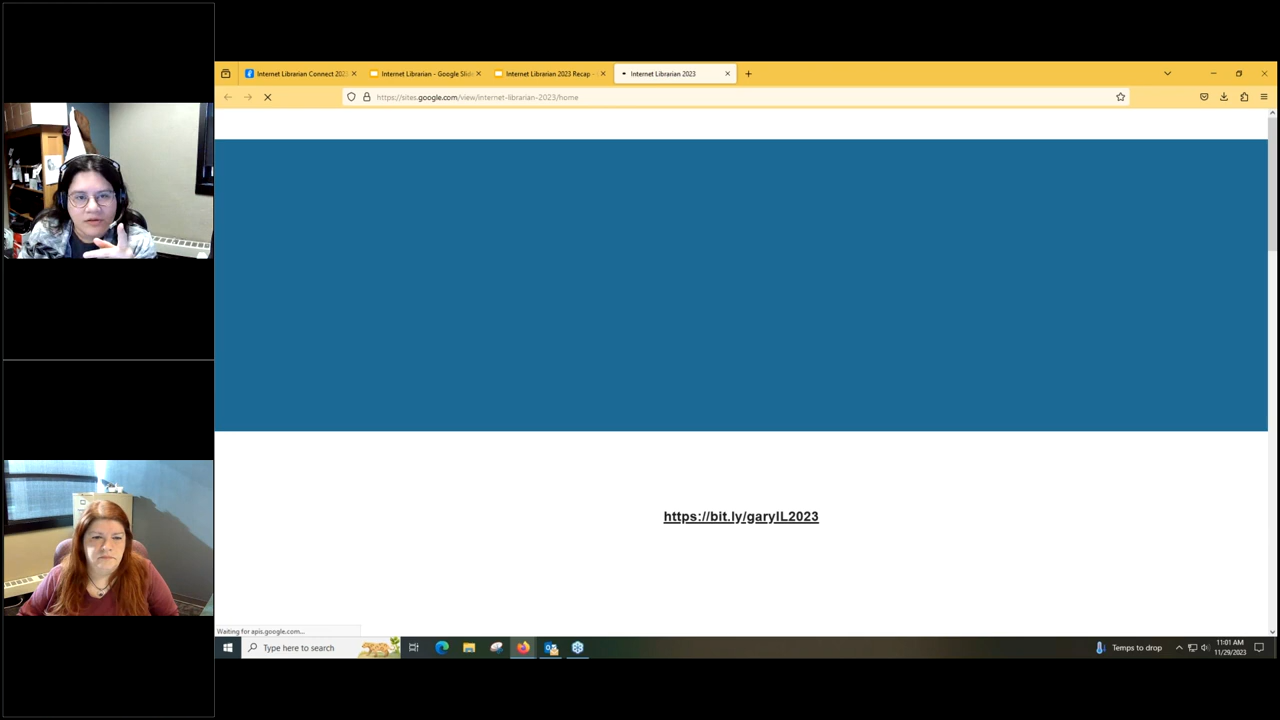 Internet Librarian Connect 202
Internet Librarian - Google Slid
Internet Librarian 2023 Recap -
Internet Librarian 2023
https://sites.google.com/view/internet-librarian-2023/home
https://bit.ly/garyIL2023
Waiting for apis.google.com...
Type here to search
Temps to drop
11:01 AM
11/29/2023